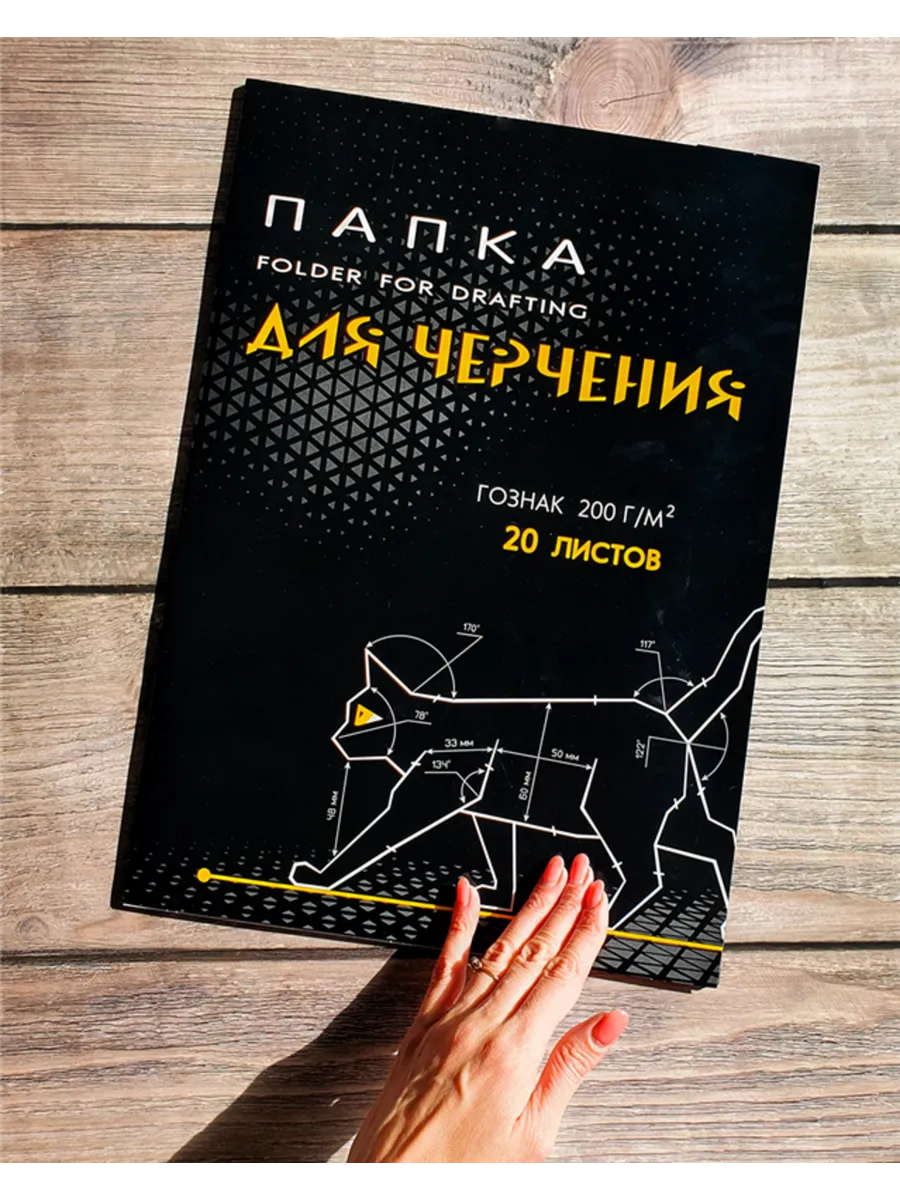 ПАПКА
FOLDER FOR DRAFTING
ДЛЯ ЧЕРЧЕНИЯ
ГОЗНАК 200 Г/М²
20 ЛИСТОВ
170°
117°
78°
33 мм
50 мм
122°
134°
60 мм
48 мм